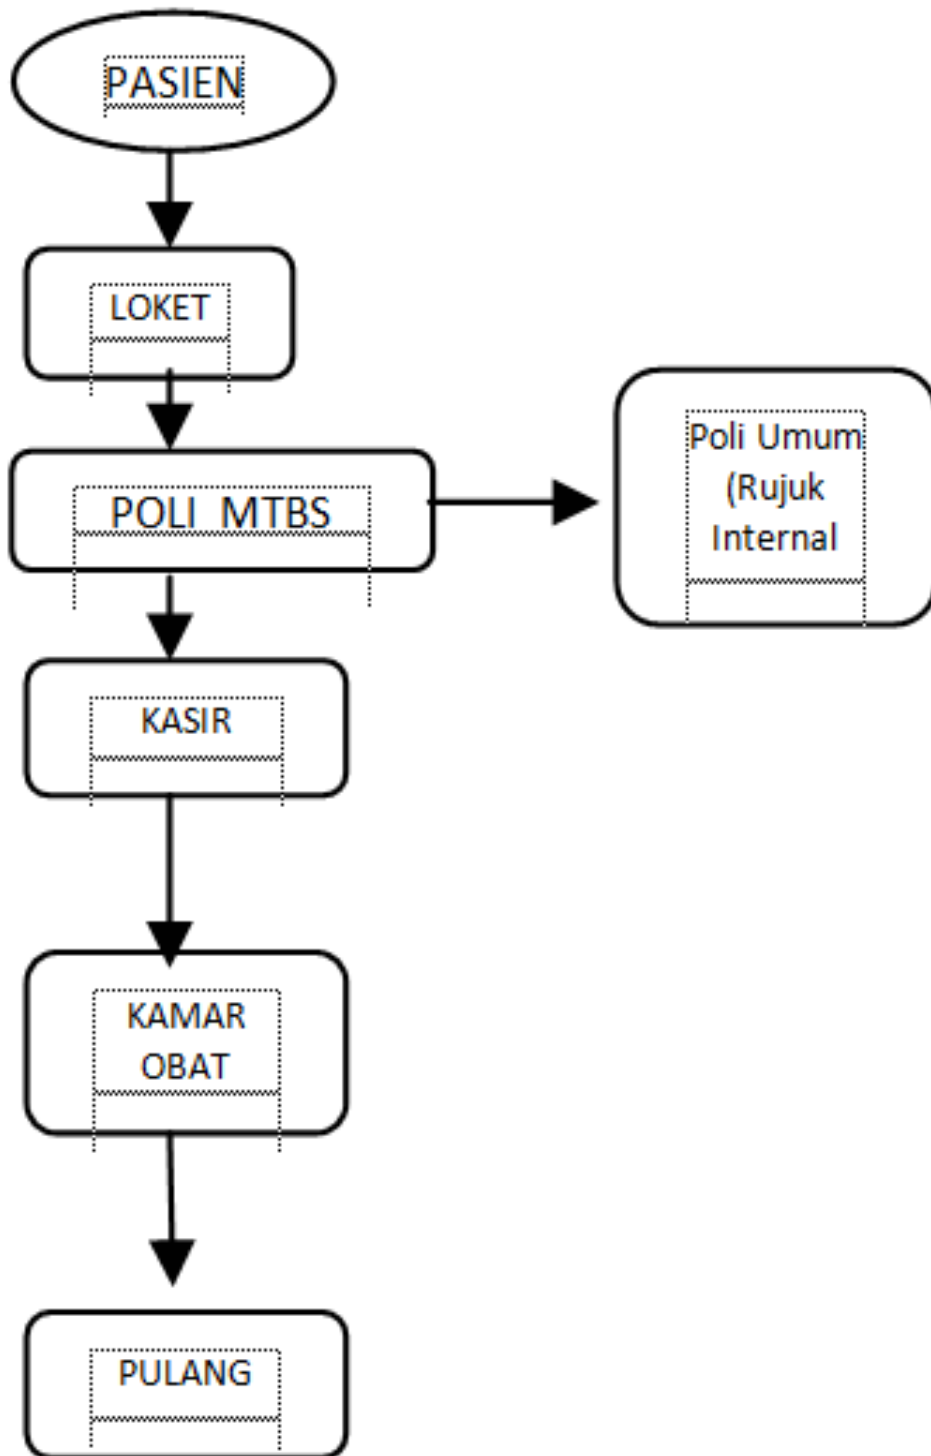 PASIEN
LOKET
POLI MTBS
Poli Umum
(Rujuk
Internal
KASIR
KAMAR
OBAT
PULANG